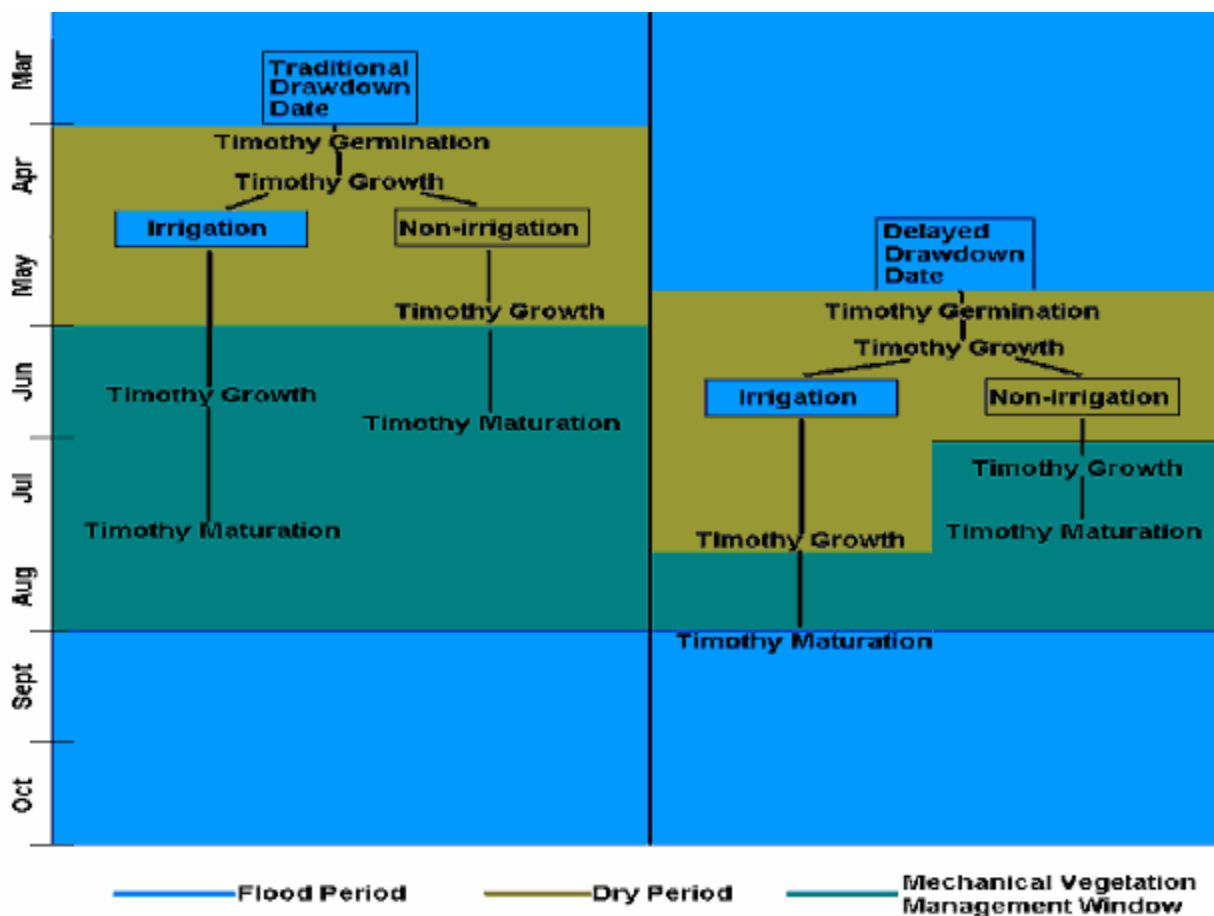 Mar
Apr
May
Jun
Jul
Aug
Sept
Oct
Traditional
Drawdown
Date
Timothy Germination
Timothy Growth
Irrigation
Non-irrigation
Timothy Growth
Timothy Growth
Timothy Maturation
Timothy Maturation
Delayed
Drawdown
Date
Timothy Germination
Timothy Growth
Irrigation
Non-irrigation
Timothy Growth
Timothy Maturation
Timothy Growth
Timothy Maturation
Flood Period
Dry Period
Mechanical Vegetation
Management Window